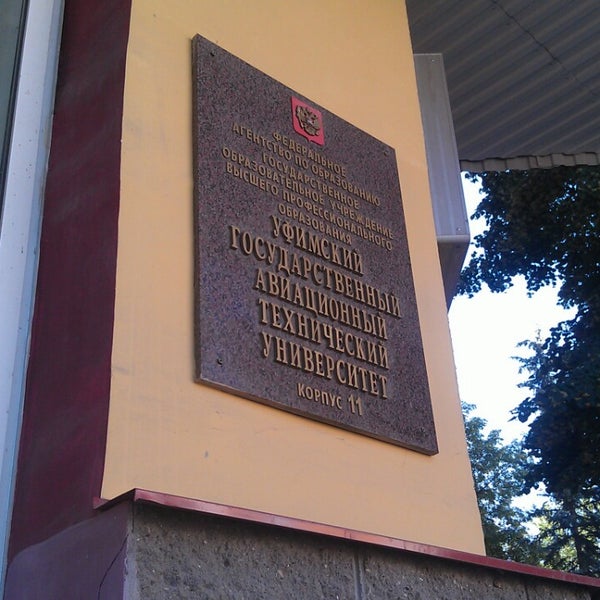 ФЕДЕРАЛЬНОЕ
АГЕНТСТВО ПО ОБРАЗОВАНИЮ
ГОСУДАРСТВЕННОЕ
ОБРАЗОВАТЕЛЬНОЕ УЧРЕЖДЕНИЕ
ВЫСШЕГО ПРОФЕССИОНАЛЬНОГО
ОБРАЗОВАНИЯ
УФИМСКИЙ
ГОСУДАРСТВЕННЫЙ
АВИАЦИОННЫЙ
ТЕХНИЧЕСКИЙ
УНИВЕРСИТЕТ
КОРПУС 11